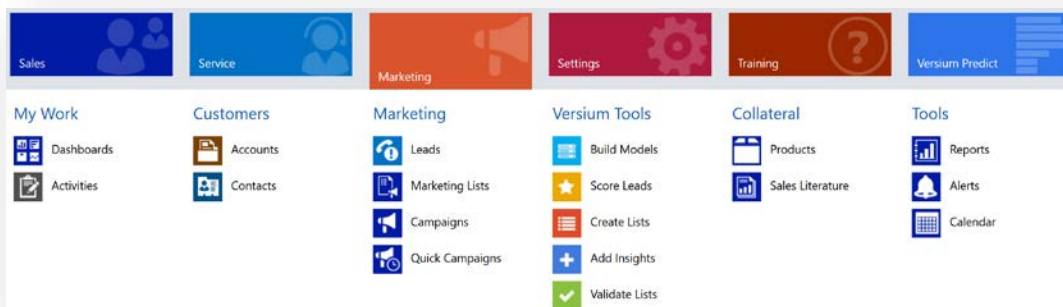 Sales
Service
Marketing
Settings
Training
Versium Predict
My Work
Dashboards
Activities
Customers
Accounts
Contacts
Marketing
Leads
Marketing Lists
Campaigns
Quick Campaigns
Versium Tools
Build Models
Score Leads
Create Lists
Add Insights
Validate Lists
Collateral
Products
Sales Literature
Tools
Reports
Alerts
Calendar